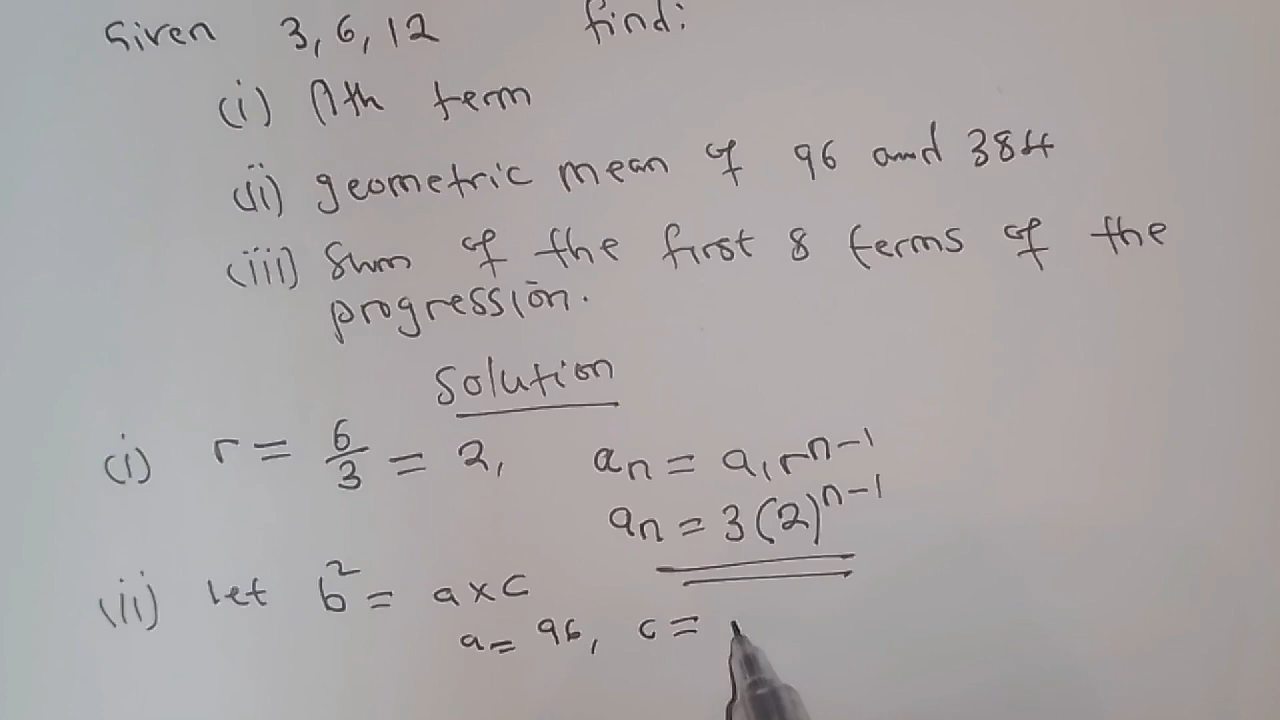 Given 3, 6, 12 find:
(i) nth term
(ii) geometric mean of 96 and 384
(iii) Sum of the first 8 terms of the
progression.
Solution
(i) r = 6/3 = 2, aₙ = a₁rⁿ⁻¹
aₙ = 3(2)ⁿ⁻¹
(ii) let b² = a×c
a = 96, c =